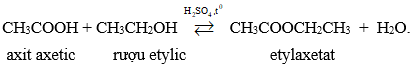 H₂SO₄,t⁰
CH₃COOH + CH₃CH₂OH ⇄ CH₃COOCH₂CH₃ + H₂O.
axit axetic rượu etylic etylaxetat